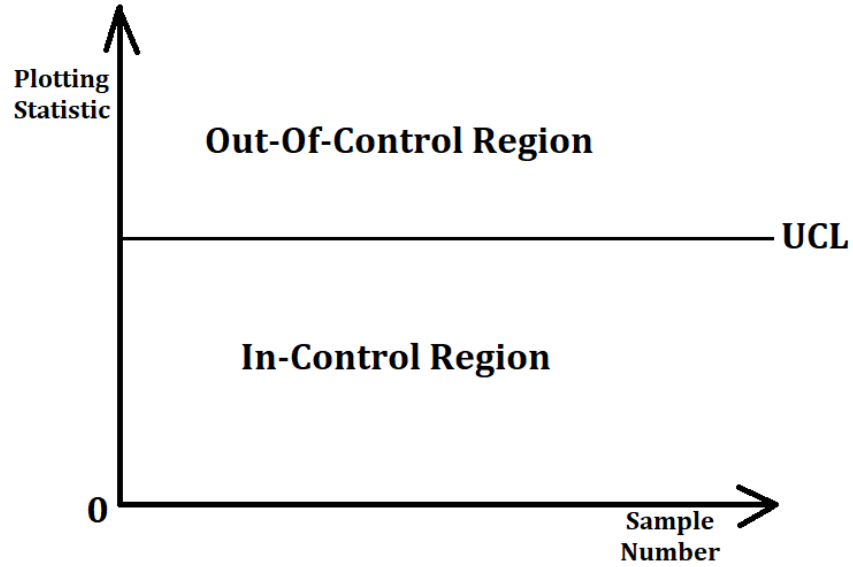 Plotting
Statistic
Out-Of-Control Region
UCL
In-Control Region
0
Sample
Number